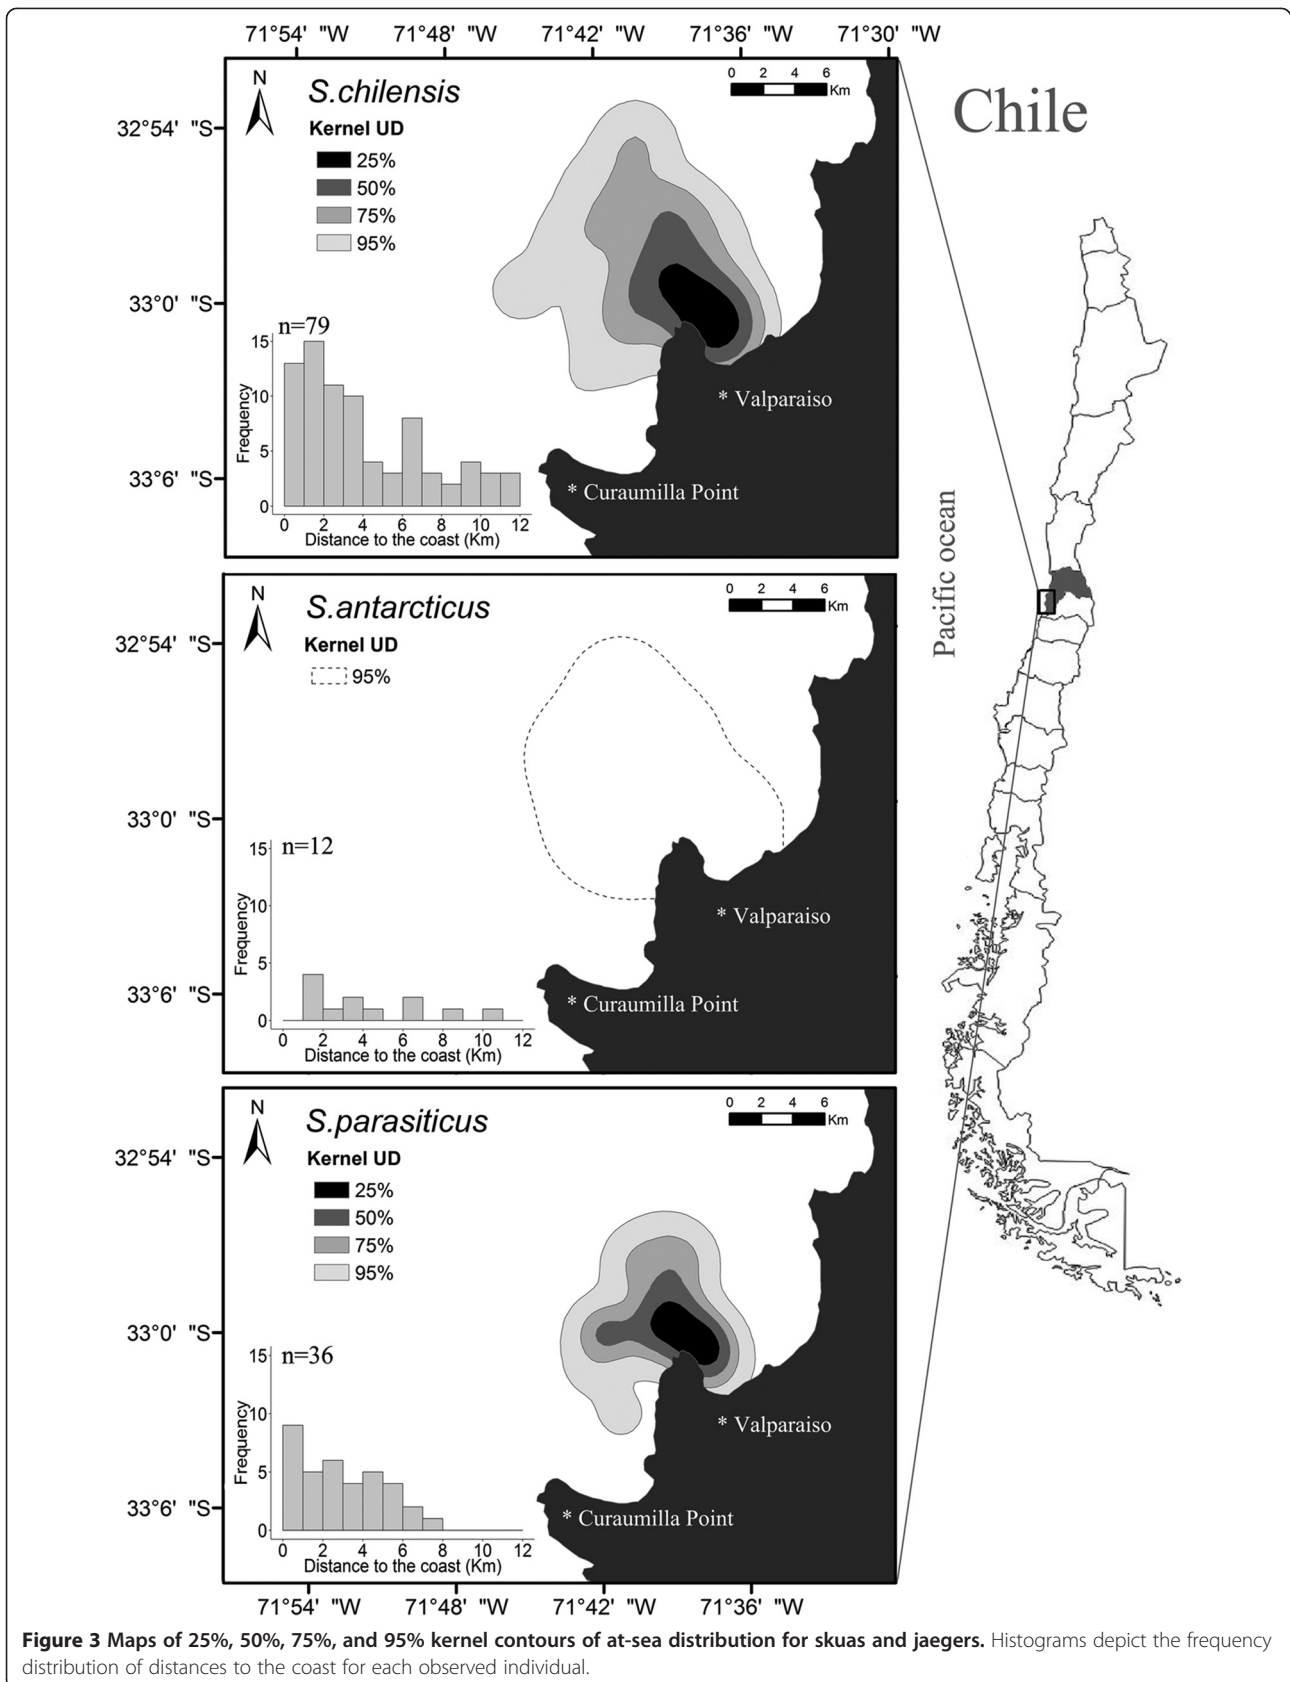 71°54' "W 71°48' "W 71°42' "W 71°36' "W 71°30' "W
Chile
Pacific ocean
N
S.chilensis
Kernel UD
25%
50%
75%
95%
0 2 4 6
Km
32°54' "S
33°0' "S
33°6' "S
n=79
15
10
5
0
Frequency
0 2 4 6 8 10 12
Distance to the coast (Km)
* Valparaiso
* Curaumilla Point
N
S.antarcticus
Kernel UD
95%
0 2 4 6
Km
32°54' "S
33°0' "S
33°6' "S
n=12
15
10
5
0
Frequency
0 2 4 6 8 10 12
Distance to the coast (Km)
* Valparaiso
* Curaumilla Point
N
S.parasiticus
Kernel UD
25%
50%
75%
95%
0 2 4 6
Km
32°54' "S
33°0' "S
33°6' "S
n=36
15
10
5
0
Frequency
0 2 4 6 8 10 12
Distance to the coast (Km)
* Valparaiso
* Curaumilla Point
71°54' "W 71°48' "W 71°42' "W 71°36' "W
Figure 3 Maps of 25%, 50%, 75%, and 95% kernel contours of at-sea distribution for skuas and jaegers. Histograms depict the frequency
distribution of distances to the coast for each observed individual.